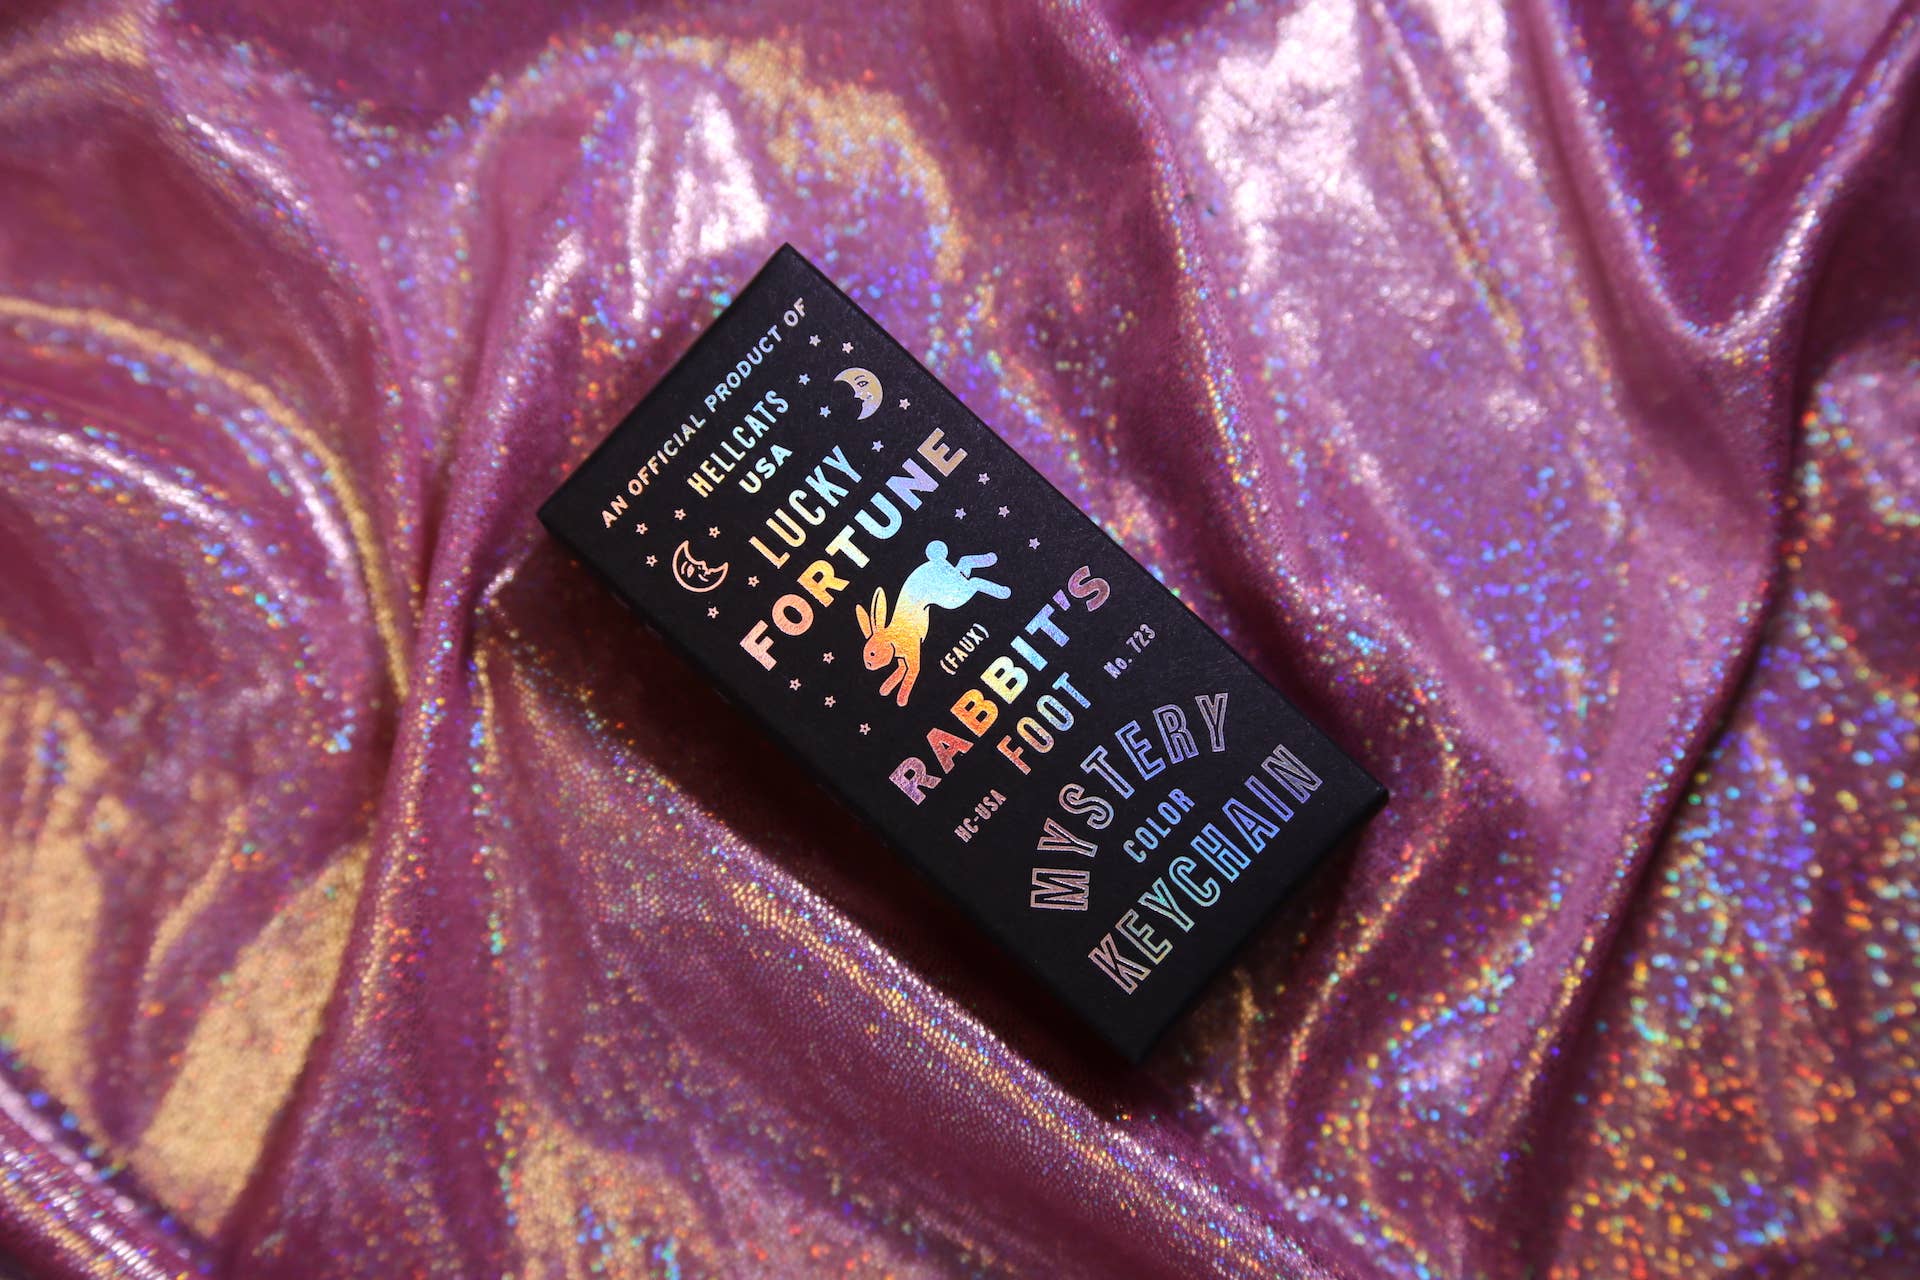 AN OFFICIAL PRODUCT OF
HELLCATS
USA
LUCKY
FORTUNE
(FAUX)
RABBIT'S
HC-USA FOOT No. 723
MYSTERY
COLOR
KEYCHAIN